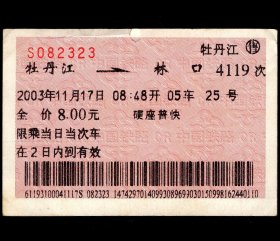 S082323
牡丹江
牡丹江 → 林口 4119次
2003年11月17日 08:48开 05车 25号
全价8.00元 硬座普快
限乘当日当次车
在2日内到有效